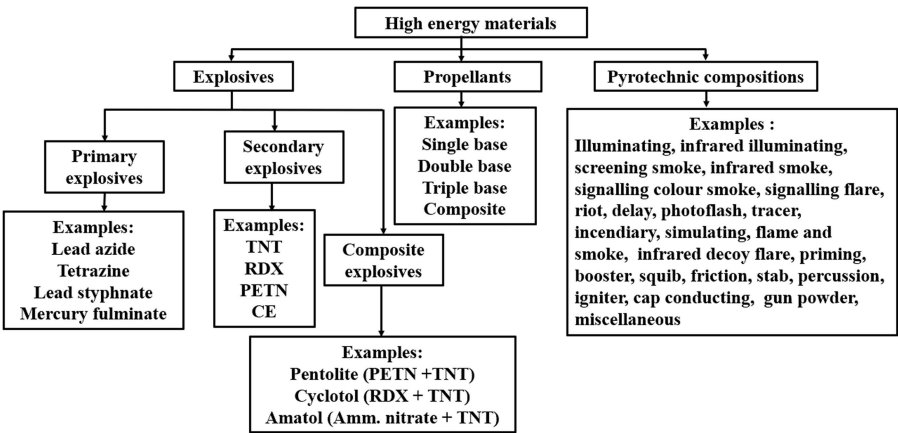 High energy materials
Explosives
Propellants
Pyrotechnic compositions
Primary
explosives
Secondary
explosives
Composite
explosives
Examples:
Lead azide
Tetrazine
Lead styphnate
Mercury fulminate
Examples:
TNT
RDX
PETN
CE
Examples:
Pentolite (PETN +TNT)
Cyclotol (RDX + TNT)
Amatol (Amm. nitrate + TNT)
Examples:
Single base
Double base
Triple base
Composite
Examples :
Illuminating, infrared illuminating,
screening smoke, infrared smoke,
signalling colour smoke, signalling flare,
riot, delay, photoflash, tracer,
incendiary, simulating, flame and
smoke, infrared decoy flare, priming,
booster, squib, friction, stab, percussion,
igniter, cap conducting, gun powder,
miscellaneous